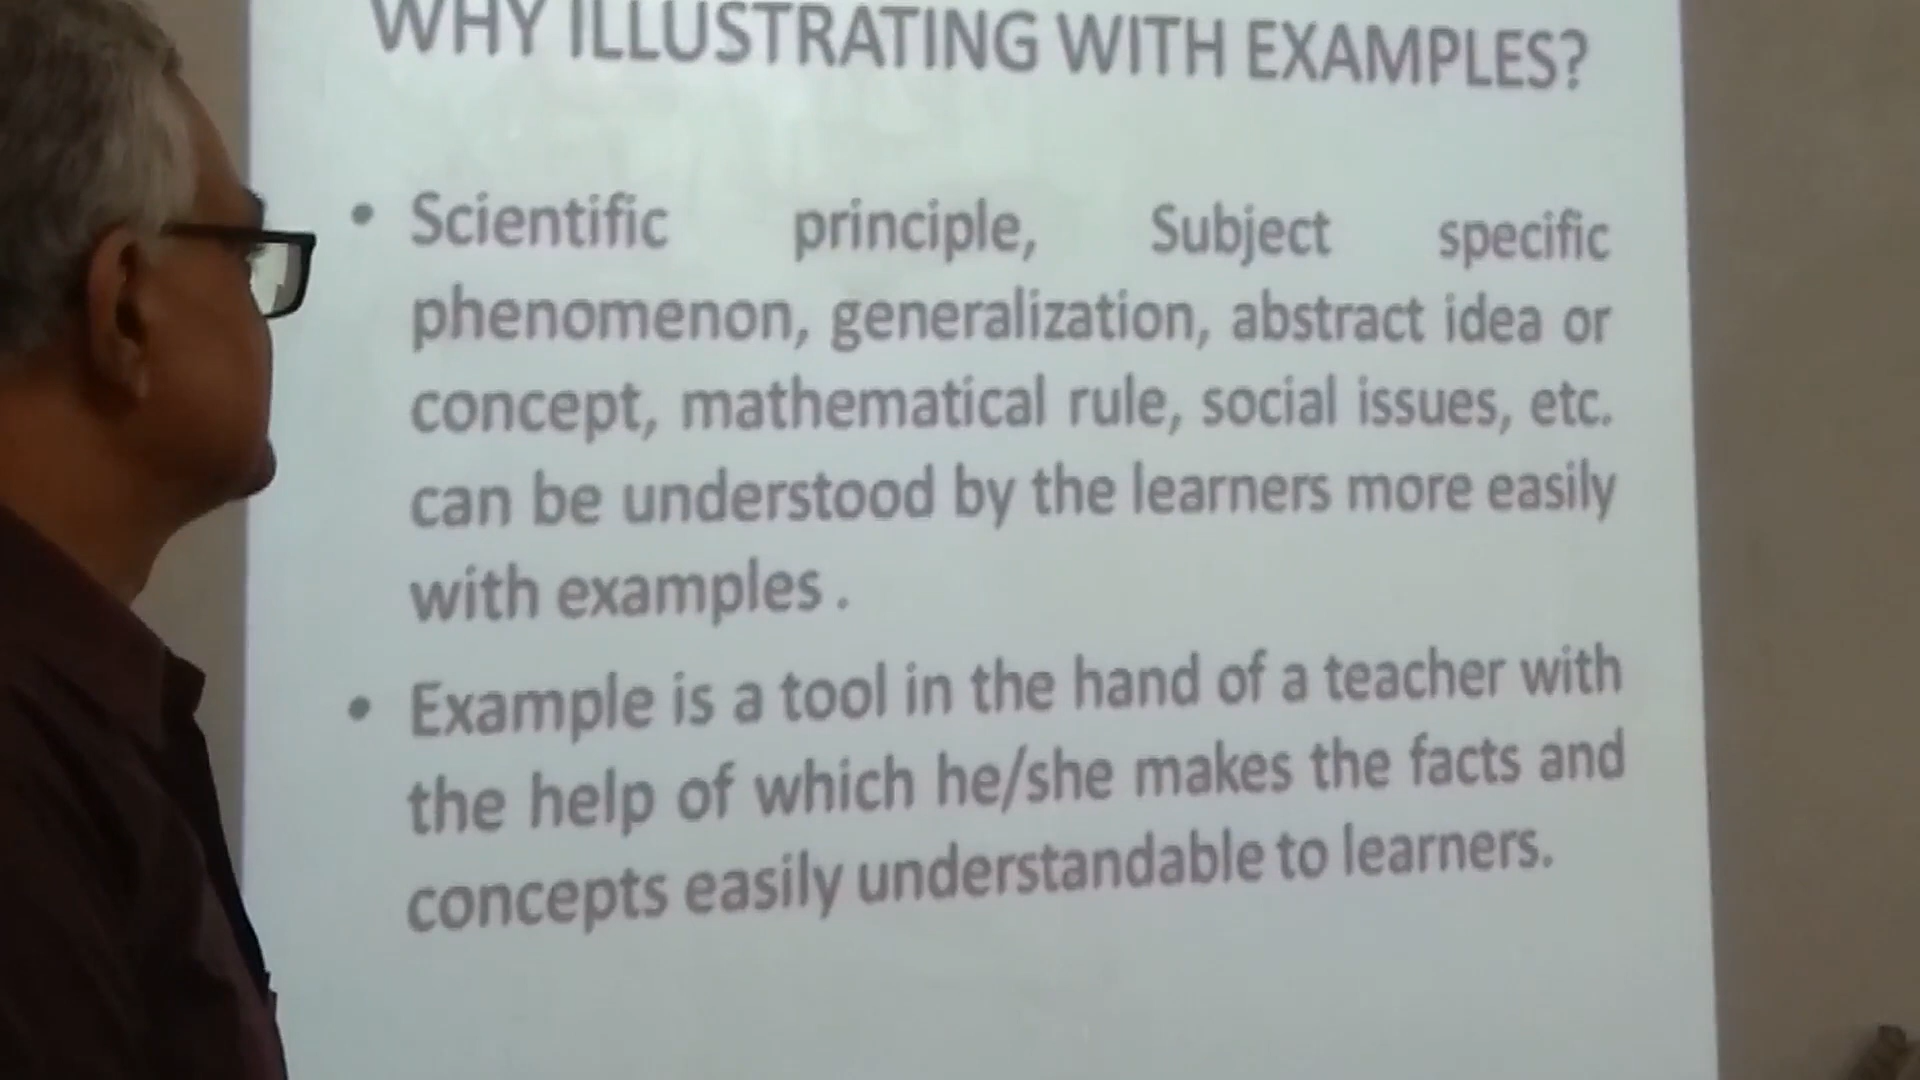 WHY ILLUSTRATING WITH EXAMPLES?
• Scientific principle, Subject specific
phenomenon, generalization, abstract idea or
concept, mathematical rule, social issues, etc.
can be understood by the learners more easily
with examples .
• Example is a tool in the hand of a teacher with
the help of which he/she makes the facts and
concepts easily understandable to learners.